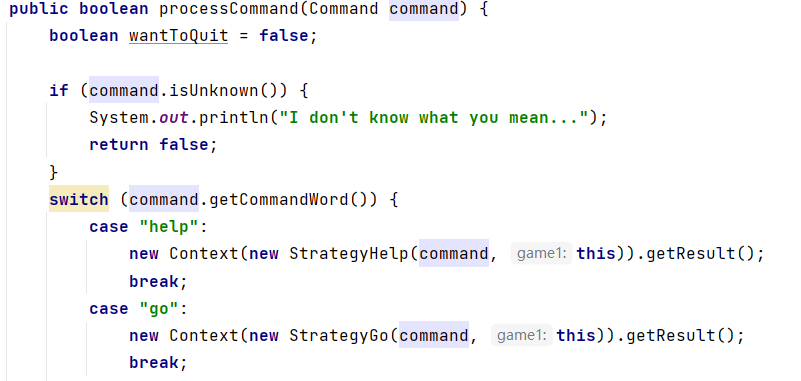 public boolean processCommand(Command command) {
    boolean wantToQuit = false;

    if (command.isUnknown()) {
        System.out.println("I don't know what you mean...");
        return false;
    }
    switch (command.getCommandWord()) {
        case "help":
            new Context(new StrategyHelp(command, game1: this)).getResult();
            break;
        case "go":
            new Context(new StrategyGo(command, game1: this)).getResult();
            break;